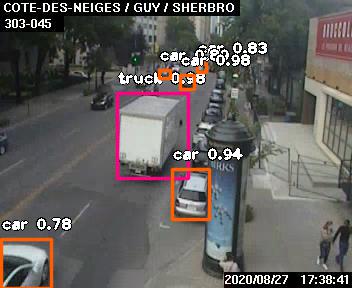 COTE-DES-NEIGES / GUY / SHERBRO
303-045
car 0.83
car 0.98
truck 0.98
car 0.94
car 0.78
2020/08/27 17:38:41